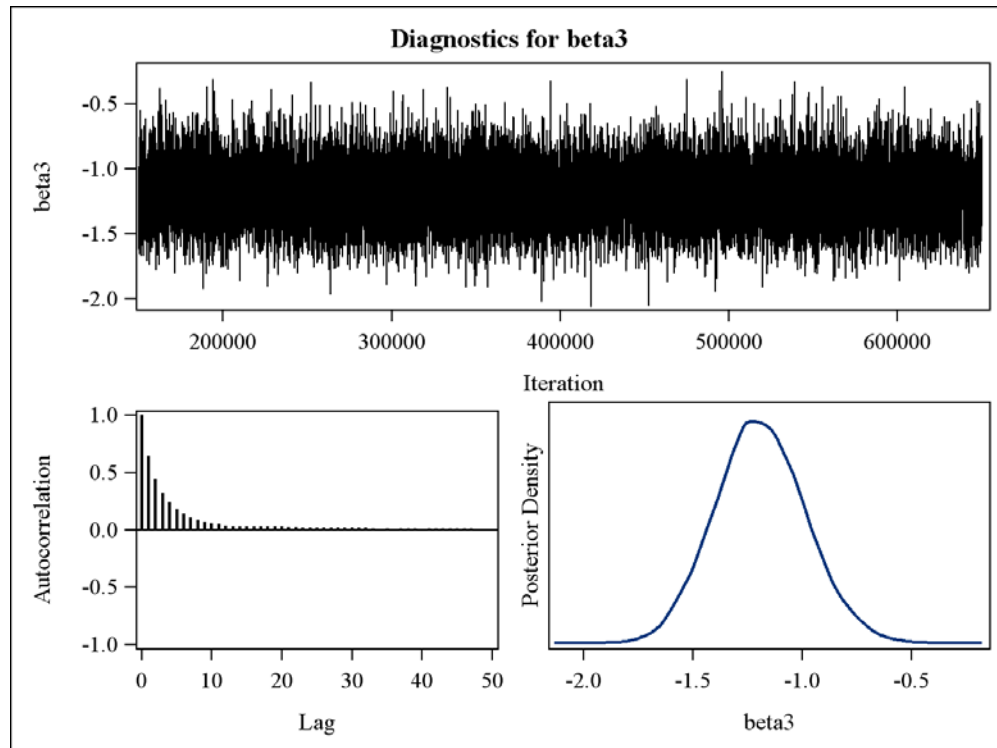 Diagnostics for beta3
beta3
-0.5
-1.0
-1.5
-2.0
200000 300000 400000 500000 600000
Iteration
Autocorrelation
1.0
0.5
0.0
-0.5
-1.0
0 10 20 30 40 50
Lag
Posterior Density
-2.0 -1.5 -1.0 -0.5
beta3